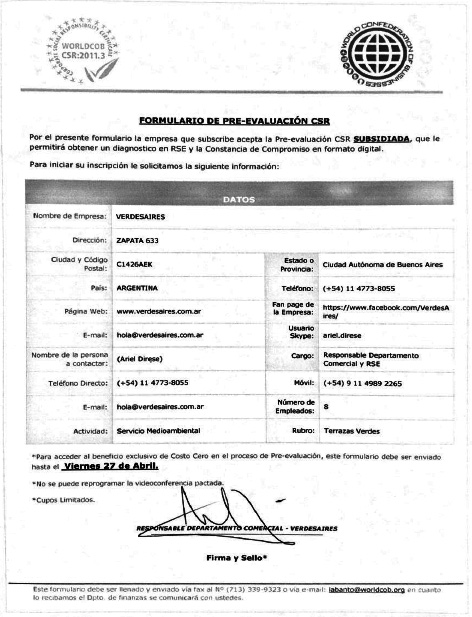 CORPORATE SOCIAL RESPONSIBILITY CERTIFICATE
WORLDCOB
CSR:2011.3
WORLD CONFEDERATION OF BUSINESSES
FORMULARIO DE PRE-EVALUACIÓN CSR
Por el presente formulario la empresa que subscribe acepta la Pre-evaluación CSR SUBSIDIADA, que le
permitirá obtener un diagnostico en RSE y la Constancia de Compromiso en formato digital.
Para iniciar su inscripción le solicitamos la siguiente información:
DATOS
Nombre de Empresa: VERDESAIRES
Dirección: ZAPATA 633
Ciudad y Código Postal: C1426AEK Estado o Provincia: Ciudad Autónoma de Buenos Aires
País: ARGENTINA Teléfono: (+54) 11 4773-8055
Página Web: www.verdesaires.com.ar Fan page de la Empresa: https://www.facebook.com/VerdesAires/
E-mail: hola@verdesaires.com.ar Usuario Skype: ariel.direse
Nombre de la persona a contactar: (Ariel Direse) Cargo: Responsable Departamento Comercial y RSE
Teléfono Directo: (+54) 11 4773-8055 Móvil: (+54) 9 11 4989 2265
E-mail: hola@verdesaires.com.ar Número de Empleados: 8
Actividad: Servicio Medioambiental Rubro: Terrazas Verdes
*Para acceder al beneficio exclusivo de Costo Cero en el proceso de Pre-evaluación, este formulario debe ser enviado
hasta el Viernes 27 de Abril.
*No se puede reprogramar la videoconferencia pactada.
*Cupos Limitados.
RESPONSABLE DEPARTAMENTO COMERCIAL - VERDESAIRES
Firma y Sello*
Este formulario debe ser llenado y enviado vía fax al Nº (713) 339-9323 o vía e-mail: labanto@worldcob.org en cuanto
lo recibamos el Dpto. de finanzas se comunicará con ustedes.